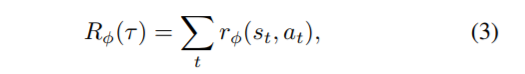 R_ϕ(τ) = ∑_t r_ϕ(s_t, a_t), (3)